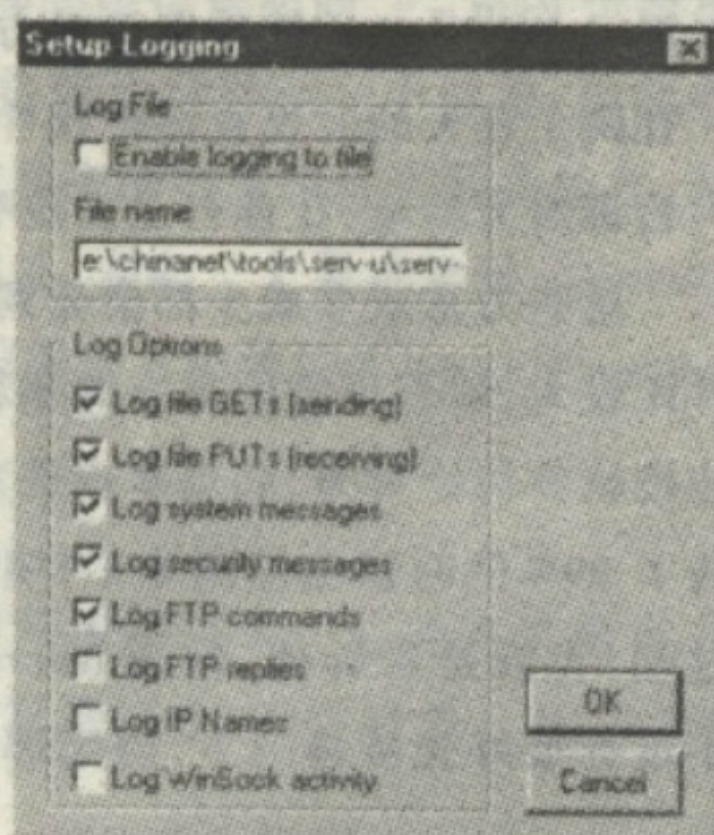 Setup Logging
Log File
Enable logging to file
File name
e:\chinanet\tools\serv-u\serv-
Log Options
Log file GETs (sending)
Log file PUTs (receiving)
Log system messages
Log security messages
Log FTP commands
Log FTP replies
Log IP Names
Log WinSock activity
OK
Cancel